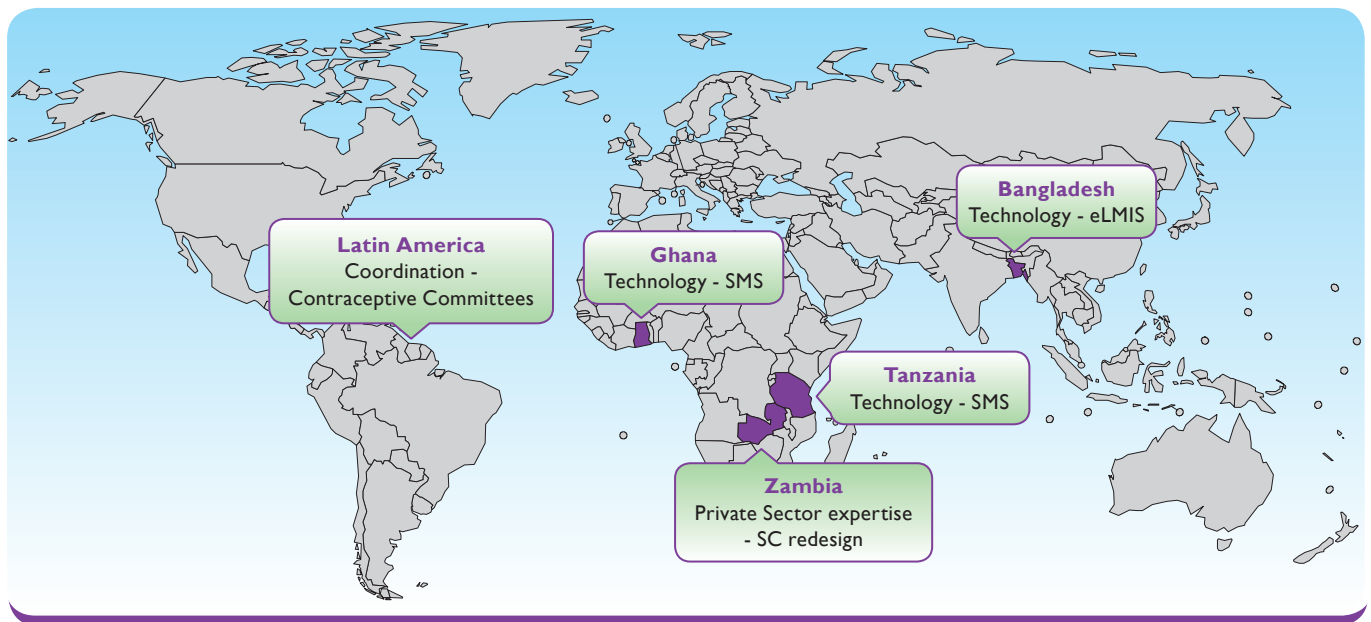 Bangladesh
Technology - eLMIS
Latin America
Coordination -
Contraceptive Committees
Ghana
Technology - SMS
Tanzania
Technology - SMS
Zambia
Private Sector expertise
- SC redesign